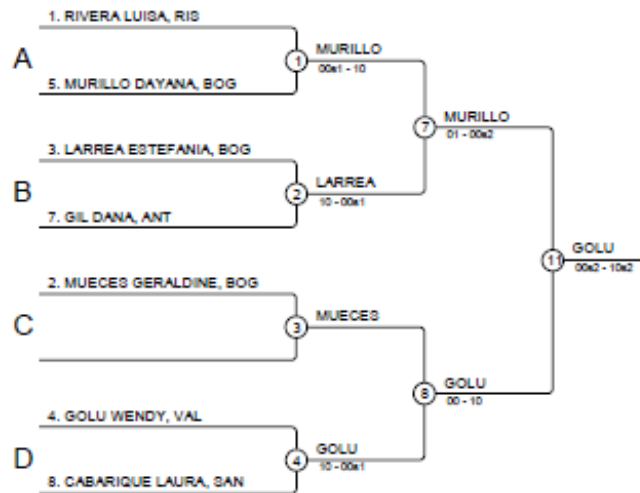 1. RIVERA LUISA, RIS
A
1
MURILLO
00s1 - 10
5. MURILLO DAYANA, BOG
7
MURILLO
01 - 00s2
3. LARREA ESTEFANIA, BOG
B
2
LARREA
10 - 00s1
7. GIL DANA, ANT
11
GOLU
00s2 - 10s2
2. MUECES GERALDINE, BOG
C
3
MUECES
8
GOLU
00 - 10
4. GOLU WENDY, VAL
D
4
GOLU
10 - 00s1
8. CABARIQUE LAURA, SAN